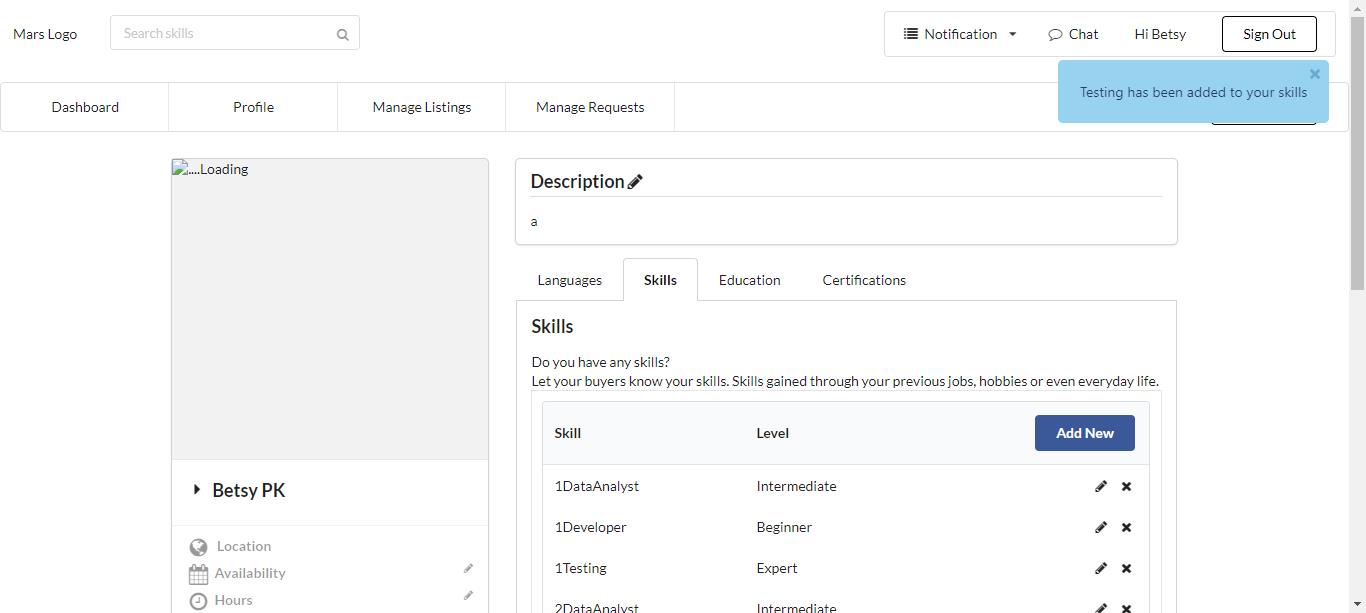 Mars Logo
Search skills
Notification
Chat
Hi Betsy
Sign Out
Testing has been added to your skills
Dashboard
Profile
Manage Listings
Manage Requests
....Loading
Description
a
Languages
Skills
Education
Certifications
Skills
Do you have any skills?
Let your buyers know your skills. Skills gained through your previous jobs, hobbies or even everyday life.
Skill Level Add New
1DataAnalyst Intermediate
1Developer Beginner
1Testing Expert
2DataAnalyst Intermediate
Betsy PK
Location
Availability
Hours